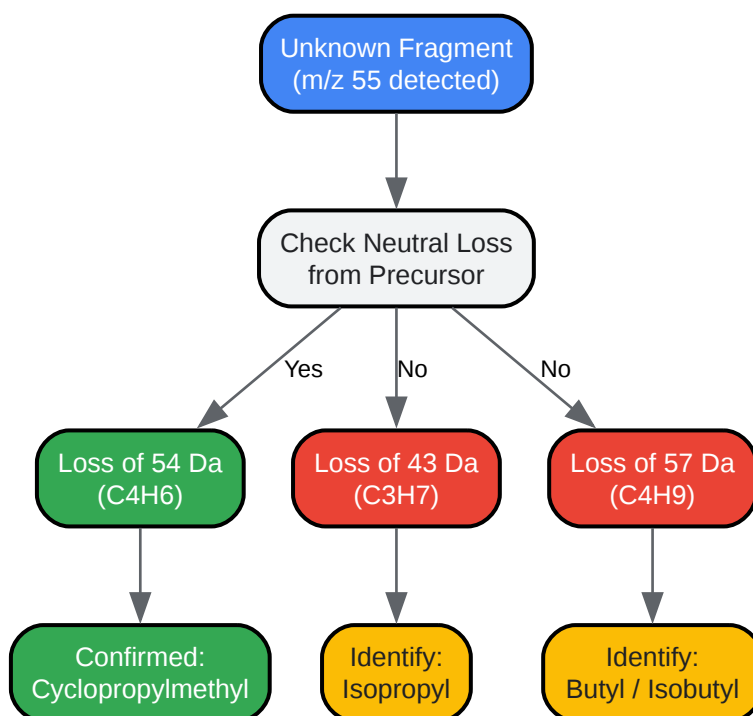 Unknown Fragment
(m/z 55 detected)
Check Neutral Loss
from Precursor
Yes
No
No
Loss of 54 Da
(C4H6)
Loss of 43 Da
(C3H7)
Loss of 57 Da
(C4H9)
Confirmed:
Cyclopropylmethyl
Identify:
Isopropyl
Identify:
Butyl / Isobutyl